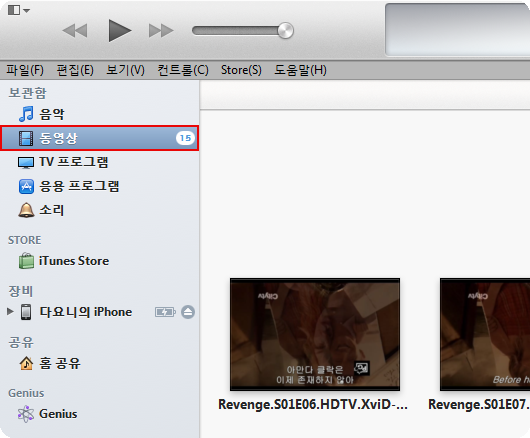 파일(F) 편집(E) 보기(V) 컨트롤(C) Store(S) 도움말(H)
보관함
음악
동영상 15
TV 프로그램
응용 프로그램
소리
STORE
iTunes Store
장비
다요니의 iPhone
공유
홈 공유
Genius
Genius
Citytv
아만다 클락은
이제 존재하지 않아
Revenge.S01E06.HDTV.XviD-...
Citytv
Before h
Revenge.S01E07.